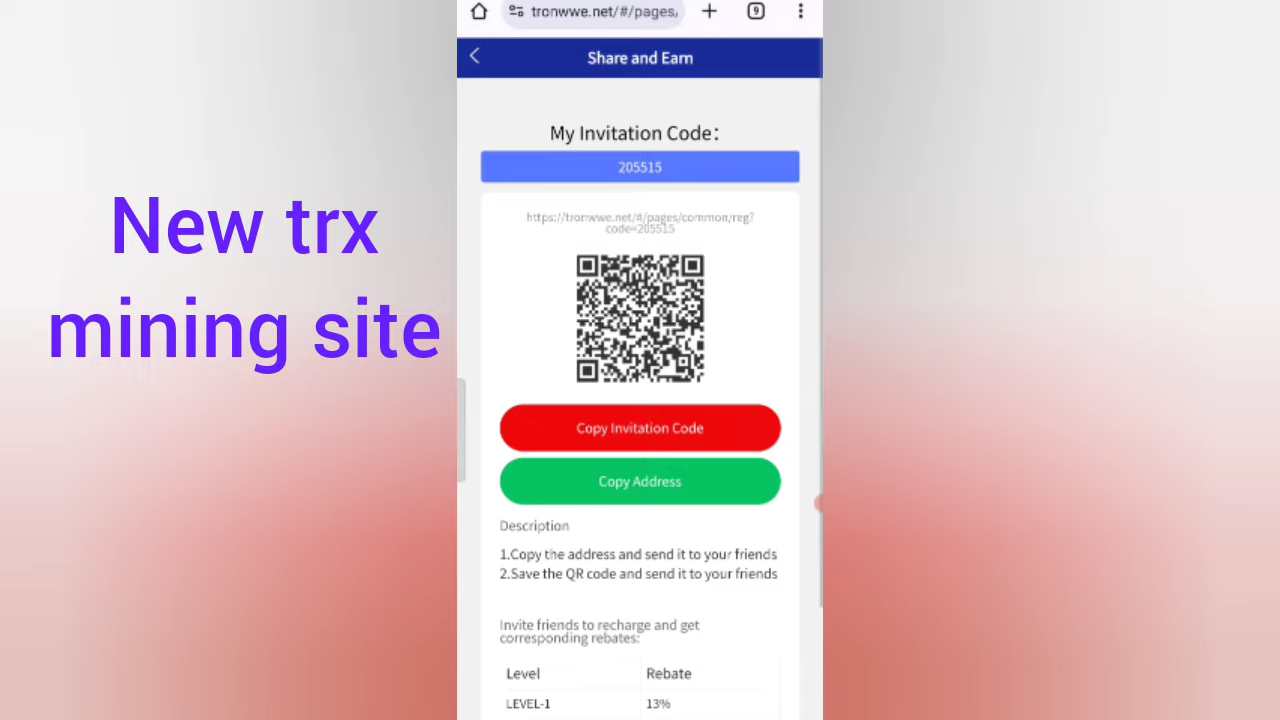 tronwwe.net/#/pages/
9
Share and Earn
My Invitation Code:
205515
https://tronwwe.net/#/pages/common/reg?
code=205515
New trx
mining site
Copy Invitation Code
Copy Address
Description
1.Copy the address and send it to your friends
2.Save the QR code and send it to your friends
Invite friends to recharge and get
corresponding rebates:
Level Rebate
LEVEL-1 13%